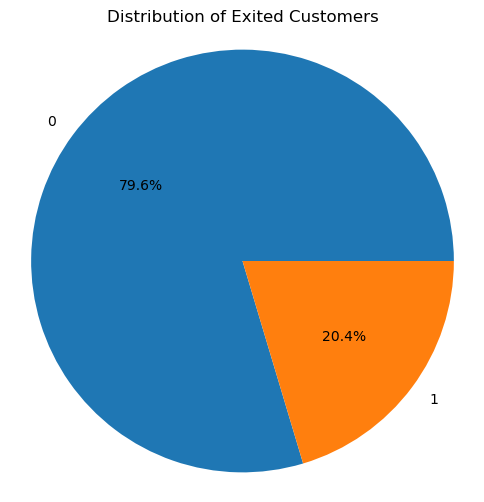 Distribution of Exited Customers
0
79.6%
20.4%
1